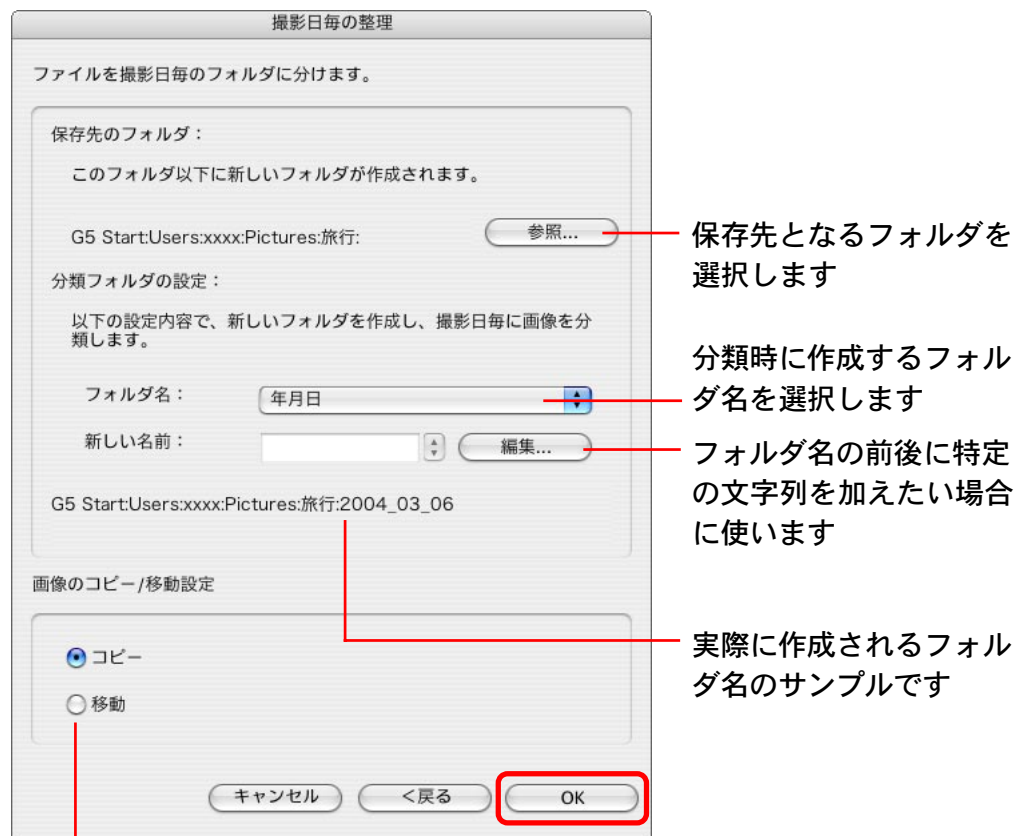 撮影日毎の整理
ファイルを撮影日毎のフォルダに分けます。
保存先のフォルダ：
このフォルダ以下に新しいフォルダが作成されます。
G5 Start:Users:xxxx:Pictures:旅行:
参照...
保存先となるフォルダを
選択します
分類フォルダの設定：
以下の設定内容で、新しいフォルダを作成し、撮影日毎に画像を分
類します。
フォルダ名：
年月日
分類時に作成するフォル
ダ名を選択します
新しい名前：
編集...
フォルダ名の前後に特定
の文字列を加えたい場合
に使います
G5 Start:Users:xxxx:Pictures:旅行:2004_03_06
実際に作成されるフォル
ダ名のサンプルです
画像のコピー/移動設定
コピー
移動
キャンセル
<戻る
OK